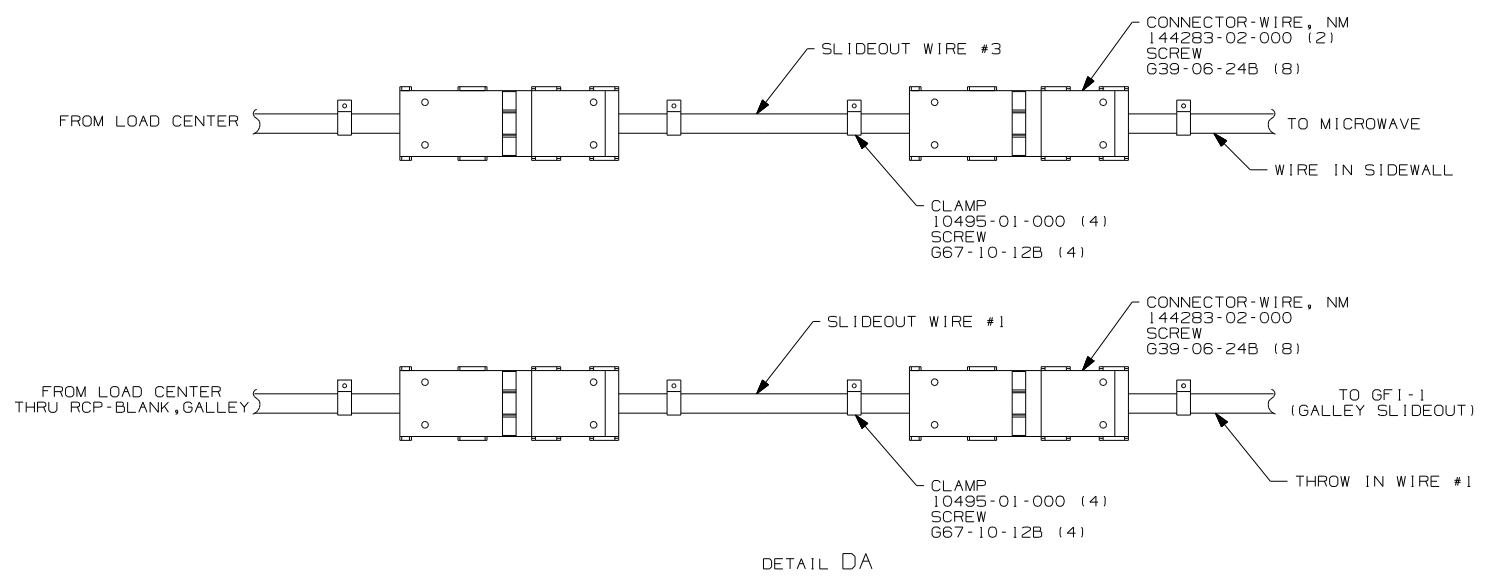 SLIDEOUT WIRE #3
CONNECTOR-WIRE, NM
144283-02-000 (2)
SCREW
G39-06-24B (8)
FROM LOAD CENTER
TO MICROWAVE
WIRE IN SIDEWALL
CLAMP
10495-01-000 (4)
SCREW
G67-10-12B (4)
SLIDEOUT WIRE #1
CONNECTOR-WIRE, NM
144283-02-000
SCREW
G39-06-24B (8)
FROM LOAD CENTER
THRU RCP-BLANK,GALLEY
TO GFI-1
(GALLEY SLIDEOUT)
THROW IN WIRE #1
CLAMP
10495-01-000 (4)
SCREW
G67-10-12B (4)
DETAIL DA